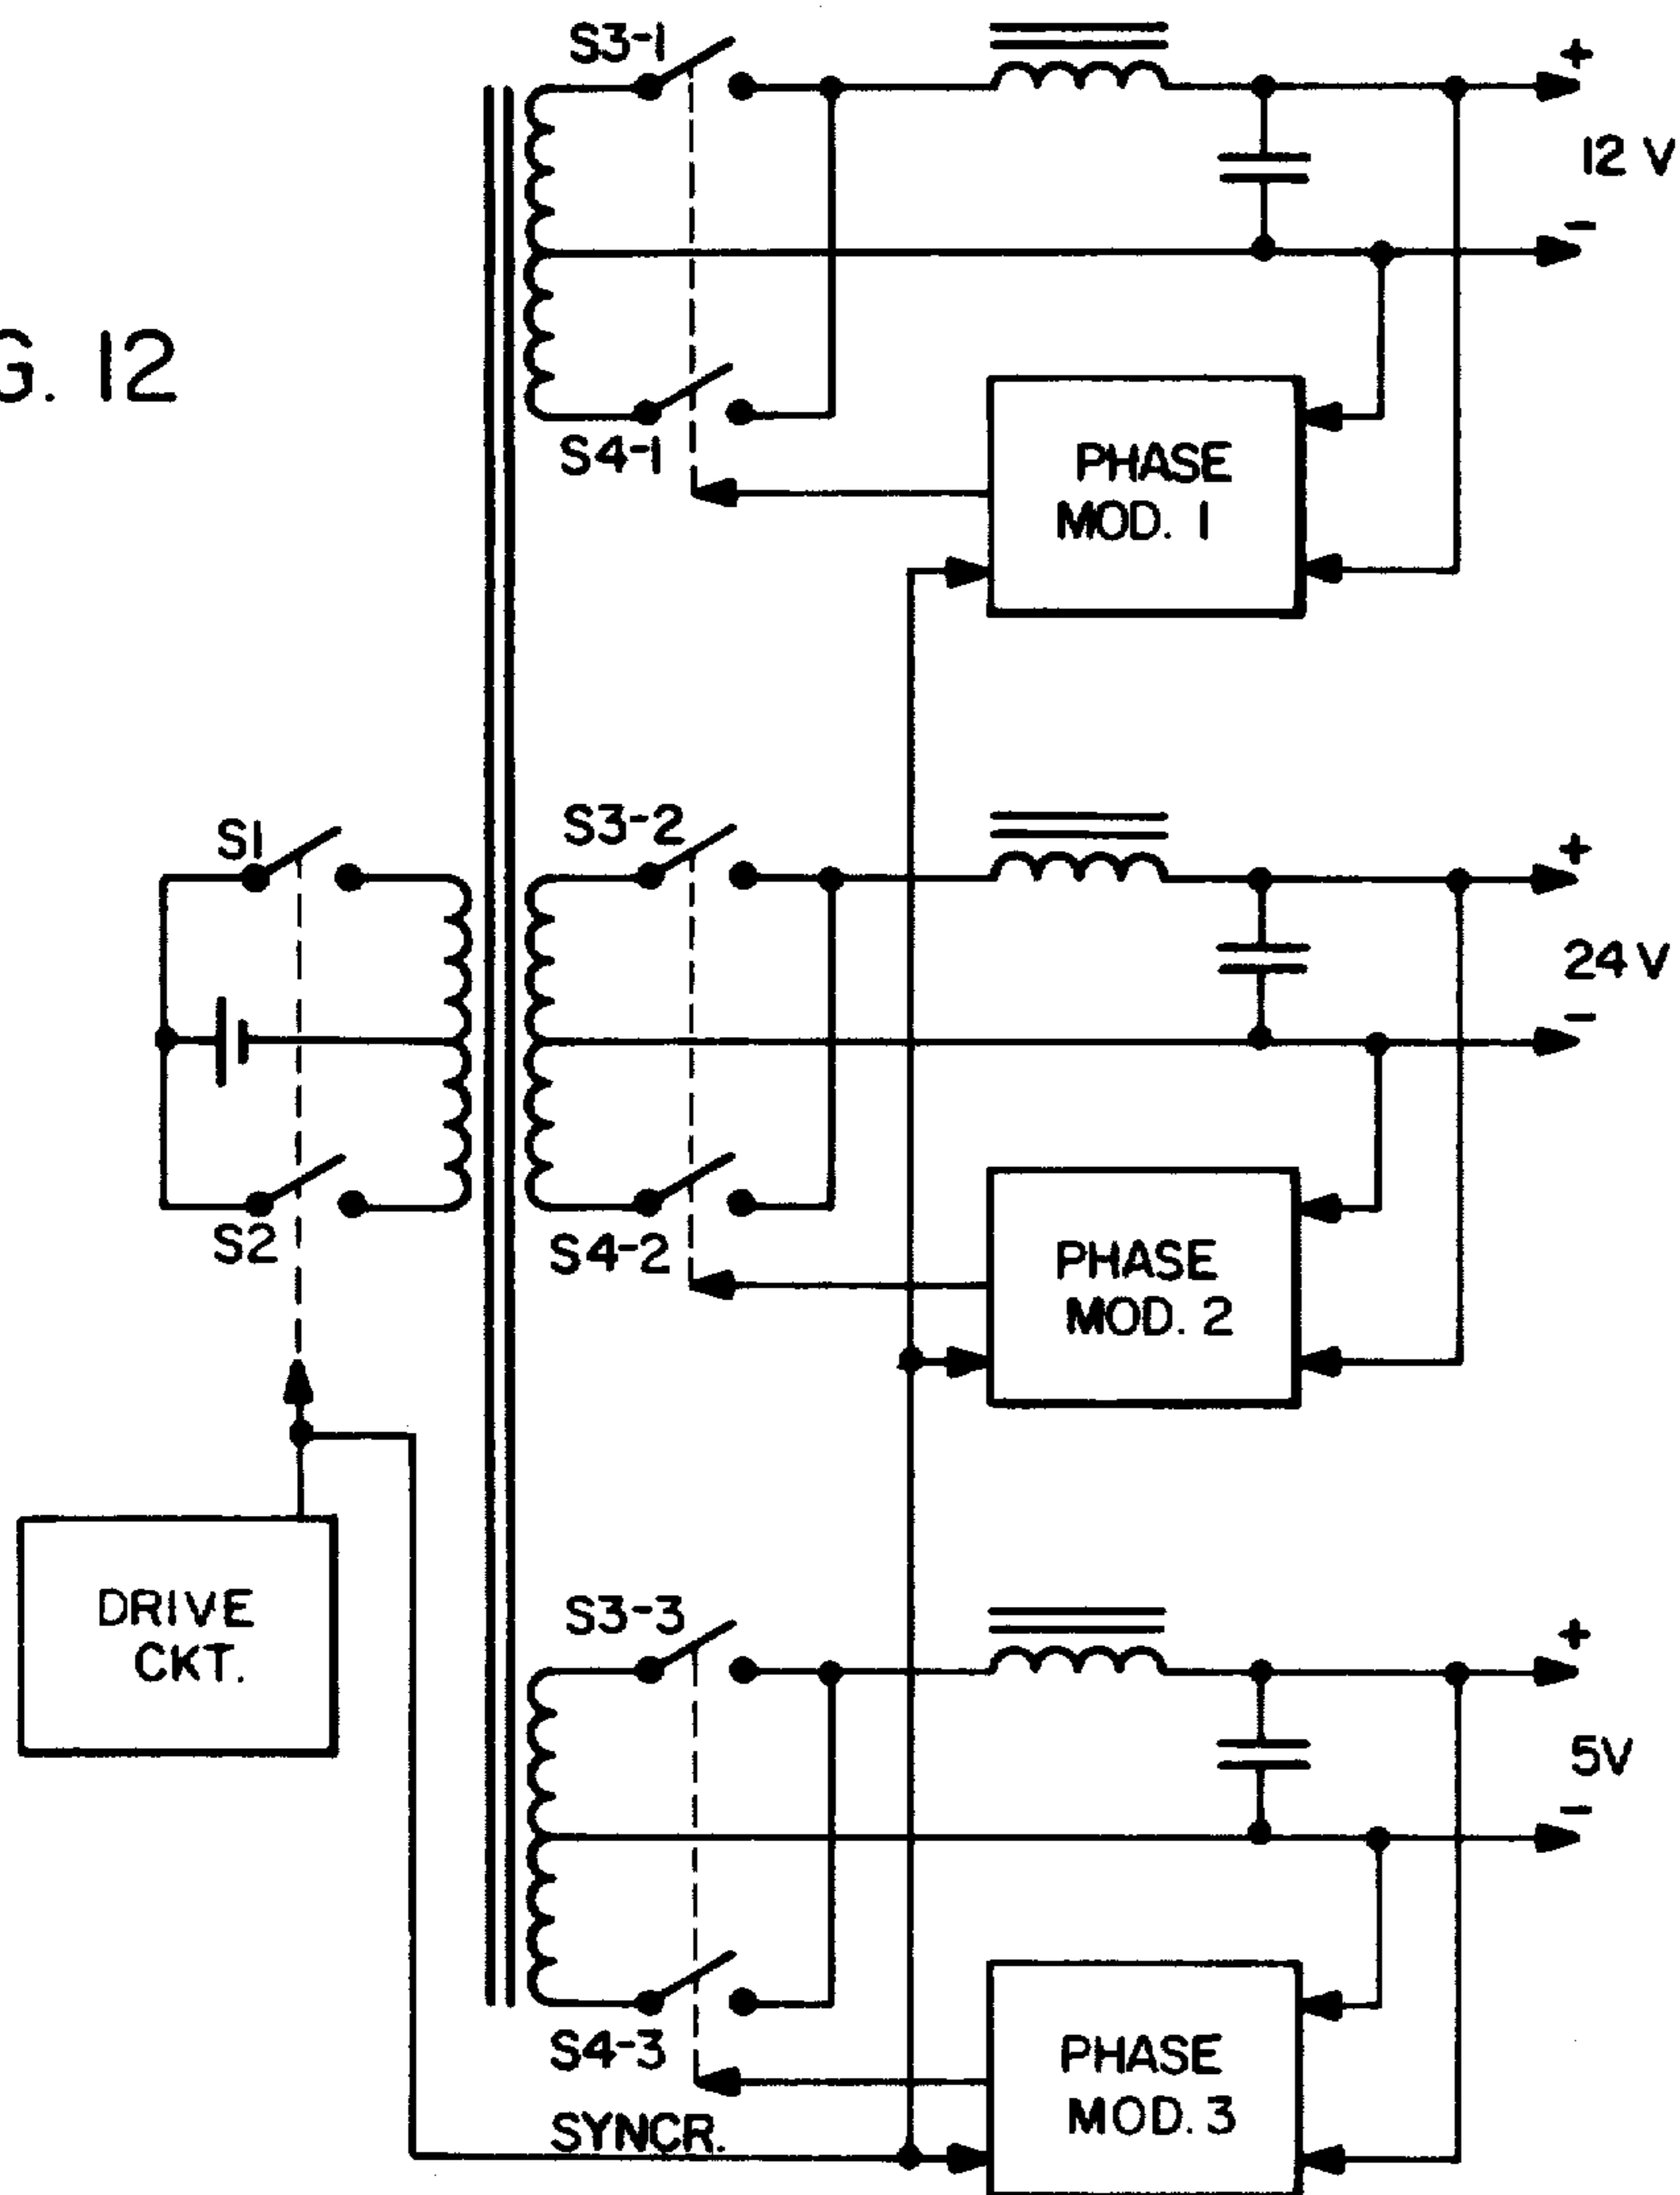 S3-1
+
12 V
-
G. 12
S4-1
PHASE
MOD. 1
S3-2
S1
+
24 V
-
S2
S4-2
PHASE
MOD. 2
DRIVE
CKT.
S3-3
+
5V
-
S4-3
PHASE
MOD. 3
SYNCR.